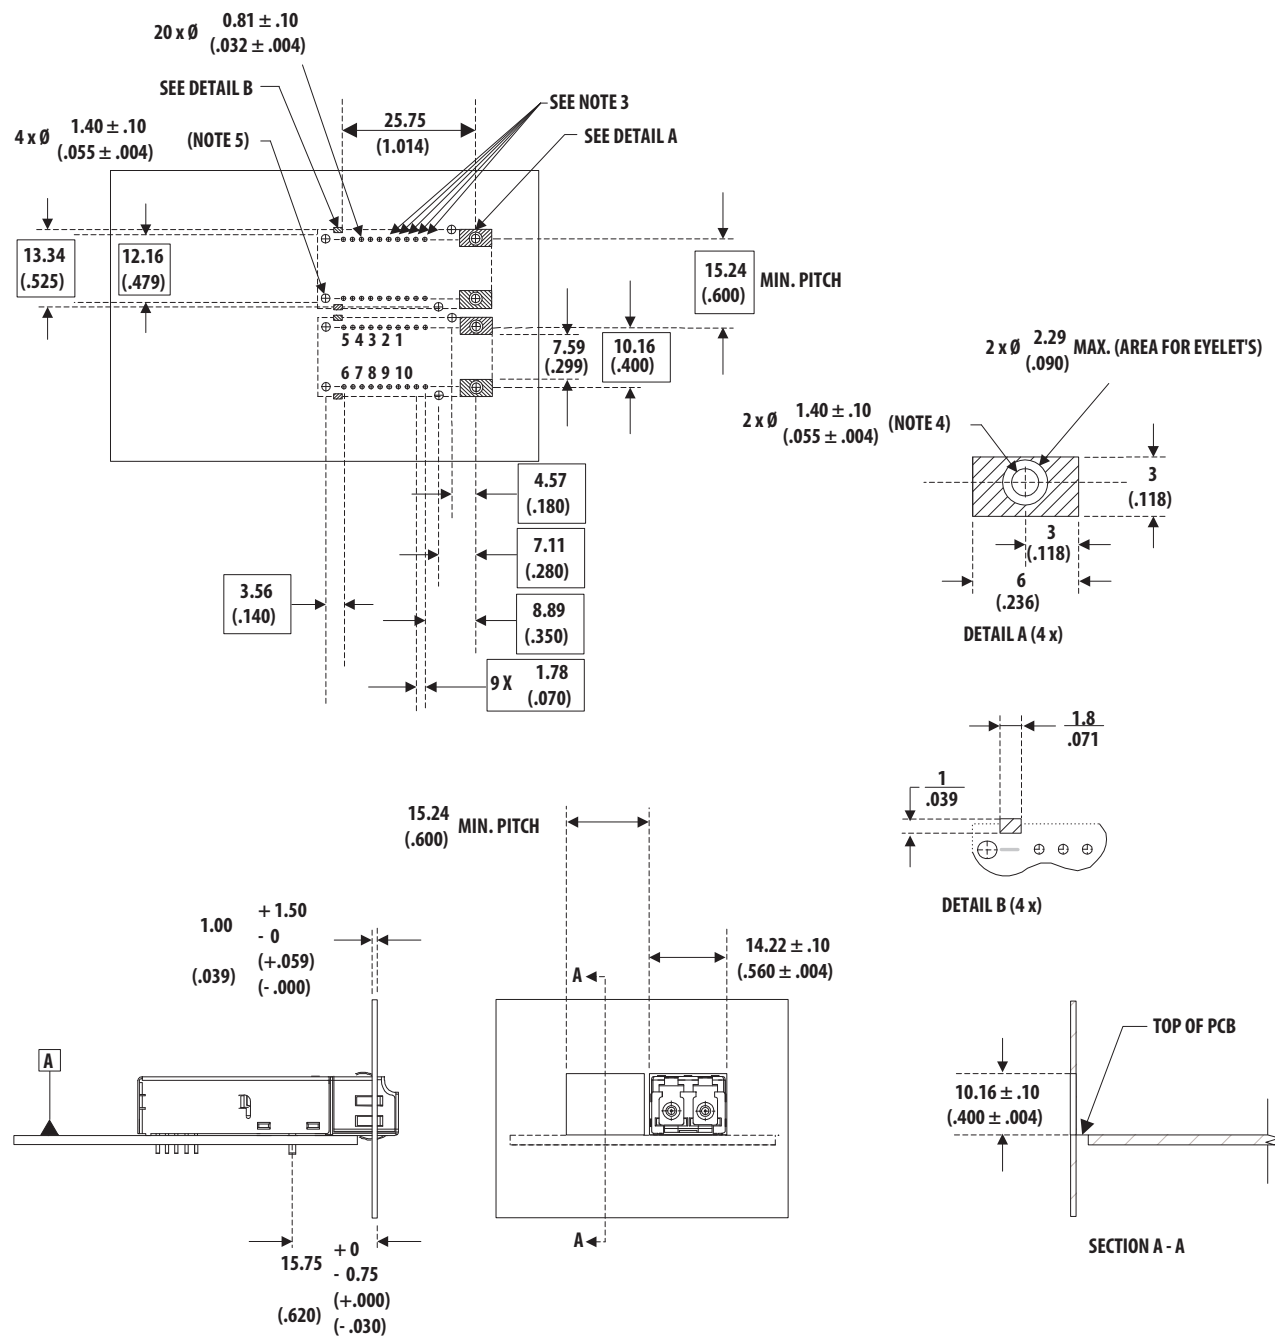 20 x Ø 0.81 ± .10
(.032 ± .004)
SEE DETAIL B
4 x Ø 1.40 ± .10
(.055 ± .004)
(NOTE 5)
25.75
(1.014)
SEE NOTE 3
SEE DETAIL A
13.34
(.525)
12.16
(.479)
15.24
(.600)
MIN. PITCH
5 4 3 2 1
6 7 8 9 10
7.59
(.299)
10.16
(.400)
4.57
(.180)
7.11
(.280)
3.56
(.140)
8.89
(.350)
9 X 1.78
(.070)
2 x Ø 2.29 MAX. (AREA FOR EYELET'S)
(.090)
2 x Ø 1.40 ± .10 (NOTE 4)
(.055 ± .004)
3
(.118)
3
(.118)
6
(.236)
DETAIL A (4 x)
1.8
.071
1
.039
DETAIL B (4 x)
15.24
(.600)
MIN. PITCH
1.00 + 1.50
- 0
(.039) (+.059)
(- .000)
14.22 ± .10
(.560 ± .004)
A
A
A
15.75 + 0
- 0.75
(.620) (+.000)
(- .030)
TOP OF PCB
10.16 ± .10
(.400 ± .004)
SECTION A - A